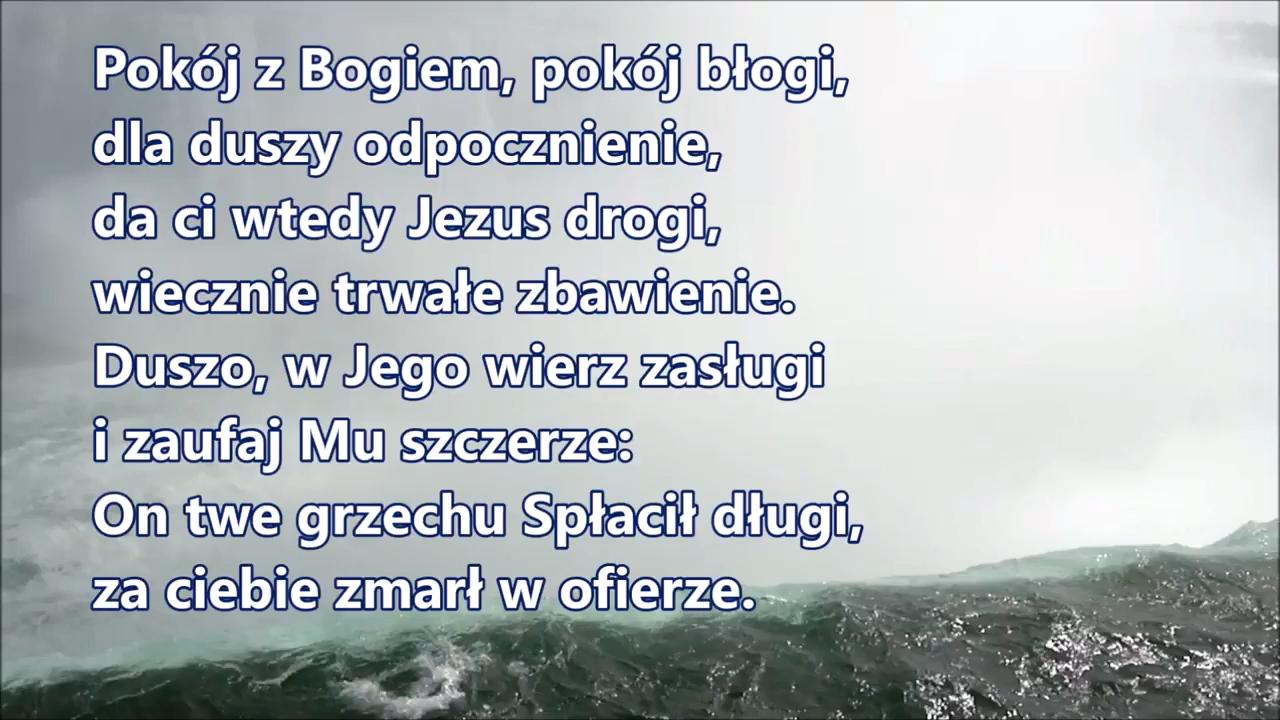 Pokój z Bogiem, pokój błogi,
dla duszy odpocznienie,
da ci wtedy Jezus drogi,
wiecznie trwałe zbawienie.
Duszo, w Jego wierz zasługi
i zaufaj Mu szczerze:
On twe grzechu Spłacił długi,
za ciebie zmarł w ofierze.